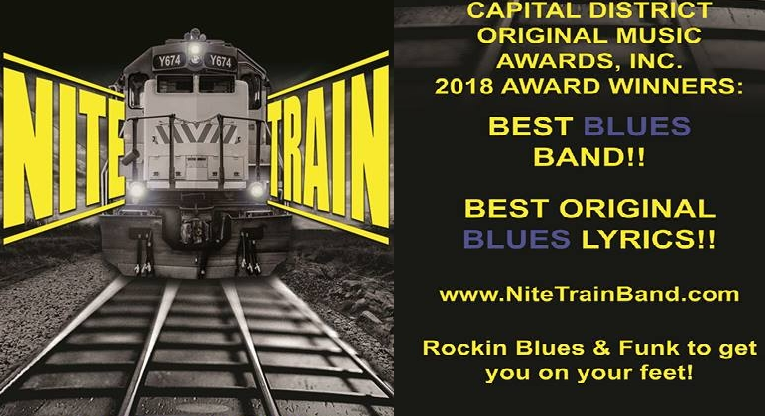 Y674 Y674
NITE TRAIN
CAPITAL DISTRICT
ORIGINAL MUSIC
AWARDS, INC.
2018 AWARD WINNERS:
BEST BLUES
BAND!!
BEST ORIGINAL
BLUES LYRICS!!
www.NiteTrainBand.com
Rockin Blues & Funk to get
you on your feet!